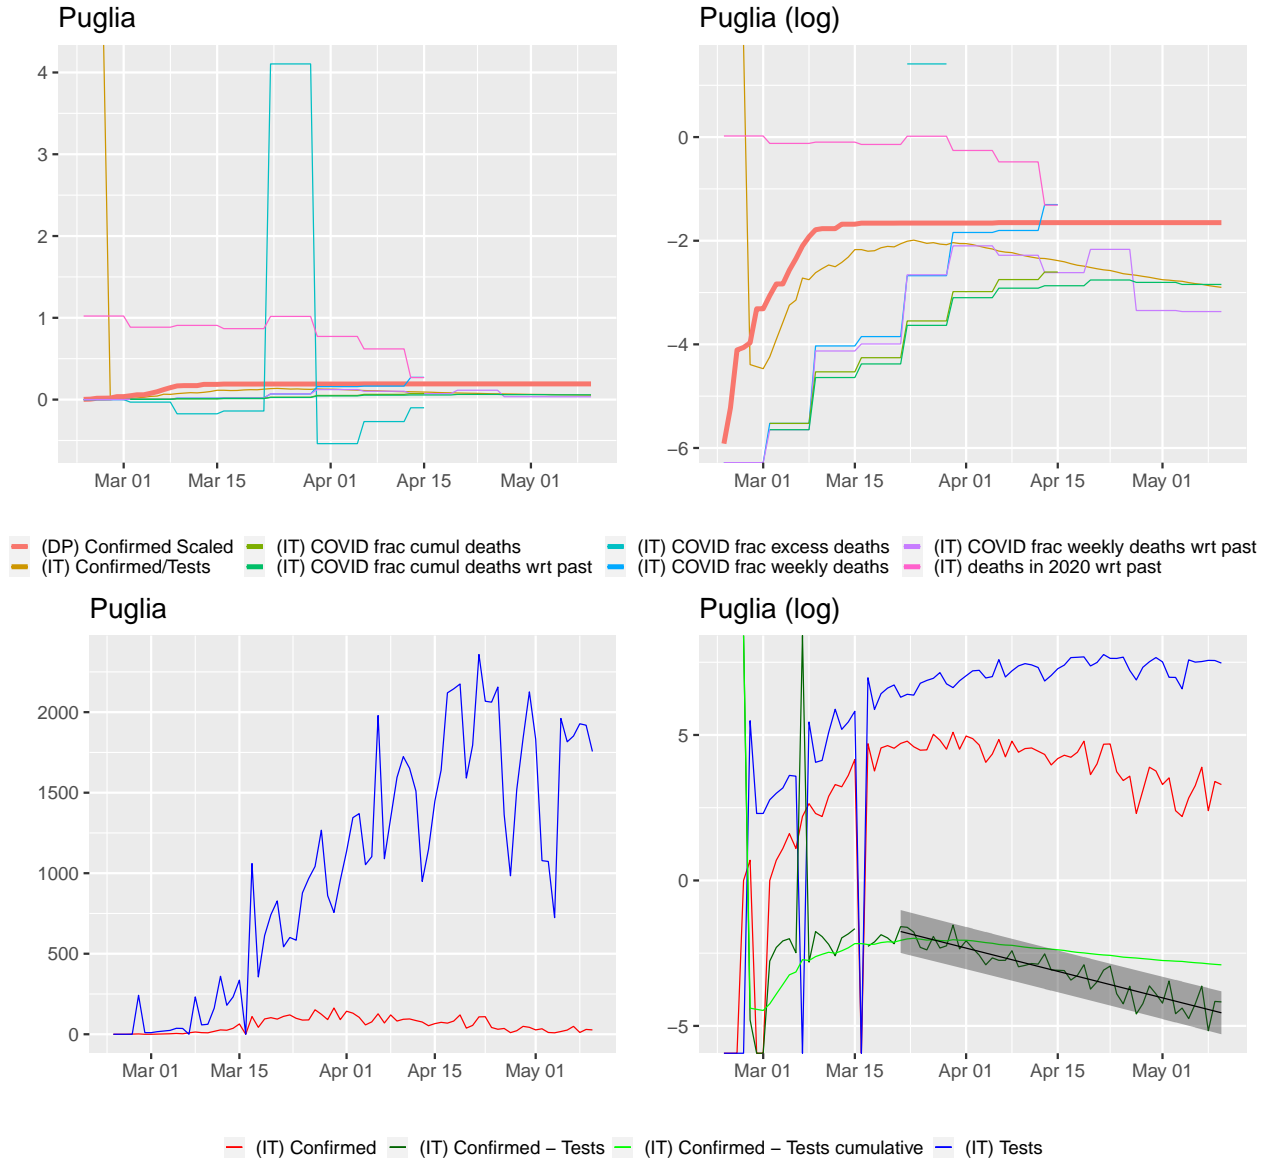 Puglia
Puglia (log)
4
3
2
1
0
Mar 01
Mar 15
Apr 01
Apr 15
May 01
0
−2
−4
−6
Mar 01
Mar 15
Apr 01
Apr 15
May 01
(DP) Confirmed Scaled
(IT) COVID frac cumul deaths
(IT) COVID frac excess deaths
(IT) COVID frac weekly deaths wrt past
(IT) Confirmed/Tests
(IT) COVID frac cumul deaths wrt past
(IT) COVID frac weekly deaths
(IT) deaths in 2020 wrt past
Puglia
Puglia (log)
2000
1500
1000
500
0
Mar 01
Mar 15
Apr 01
Apr 15
May 01
5
0
−5
Mar 01
Mar 15
Apr 01
Apr 15
May 01
(IT) Confirmed
(IT) Confirmed − Tests
(IT) Confirmed − Tests cumulative
(IT) Tests